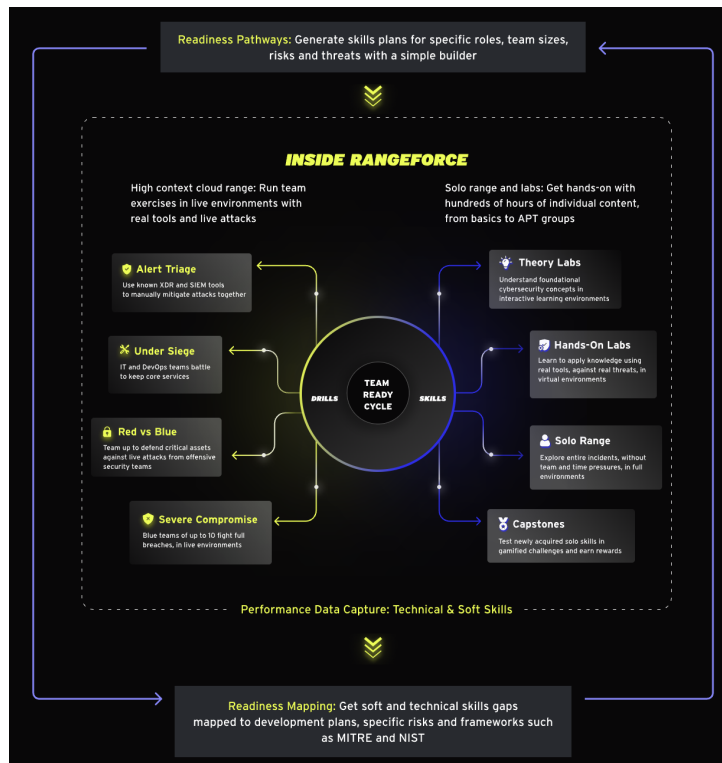 Readiness Pathways: Generate skills plans for specific roles, team sizes,
risks and threats with a simple builder
INSIDE RANGEFORCE
High context cloud range: Run team
exercises in live environments with
real tools and live attacks
Solo range and labs: Get hands-on with
hundreds of hours of individual content,
from basics to APT groups
Alert Triage
Use known XDR and SIEM tools
to manually mitigate attacks together
Under Siege
IT and DevOps teams battle
to keep core services
Red vs Blue
Team up to defend critical assets
against live attacks from offensive
security teams
Severe Compromise
Blue teams of up to 10 fight full
breaches, in live environments
DRILLS
TEAM
READY
CYCLE
SKILLS
Theory Labs
Understand foundational
cybersecurity concepts in
interactive learning environments
Hands-On Labs
Learn to apply knowledge using
real tools, against real threats, in
virtual environments
Solo Range
Explore entire incidents, without
team and time pressures, in full
environments
Capstones
Test newly acquired solo skills in
gamified challenges and earn rewards
Performance Data Capture: Technical & Soft Skills
Readiness Mapping: Get soft and technical skills gaps
mapped to development plans, specific risks and frameworks such
as MITRE and NIST